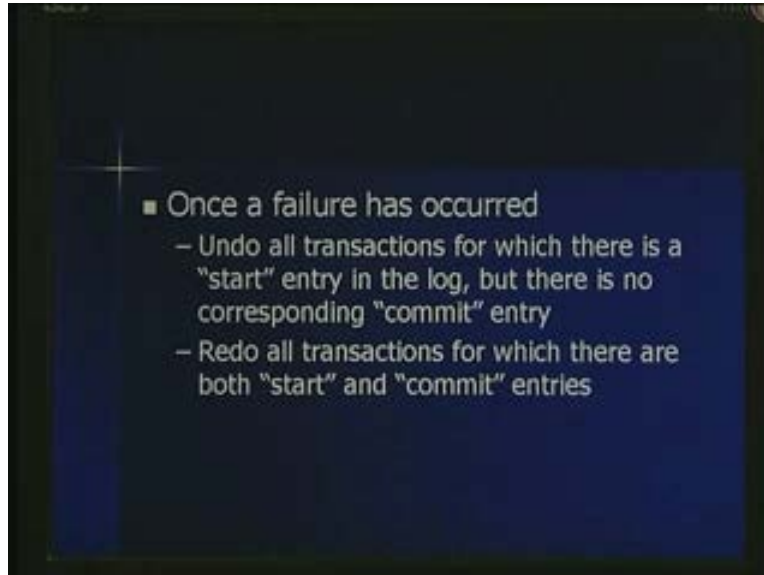 ■ Once a failure has occurred
– Undo all transactions for which there is a
"start" entry in the log, but there is no
corresponding "commit" entry
– Redo all transactions for which there are
both "start" and "commit" entries